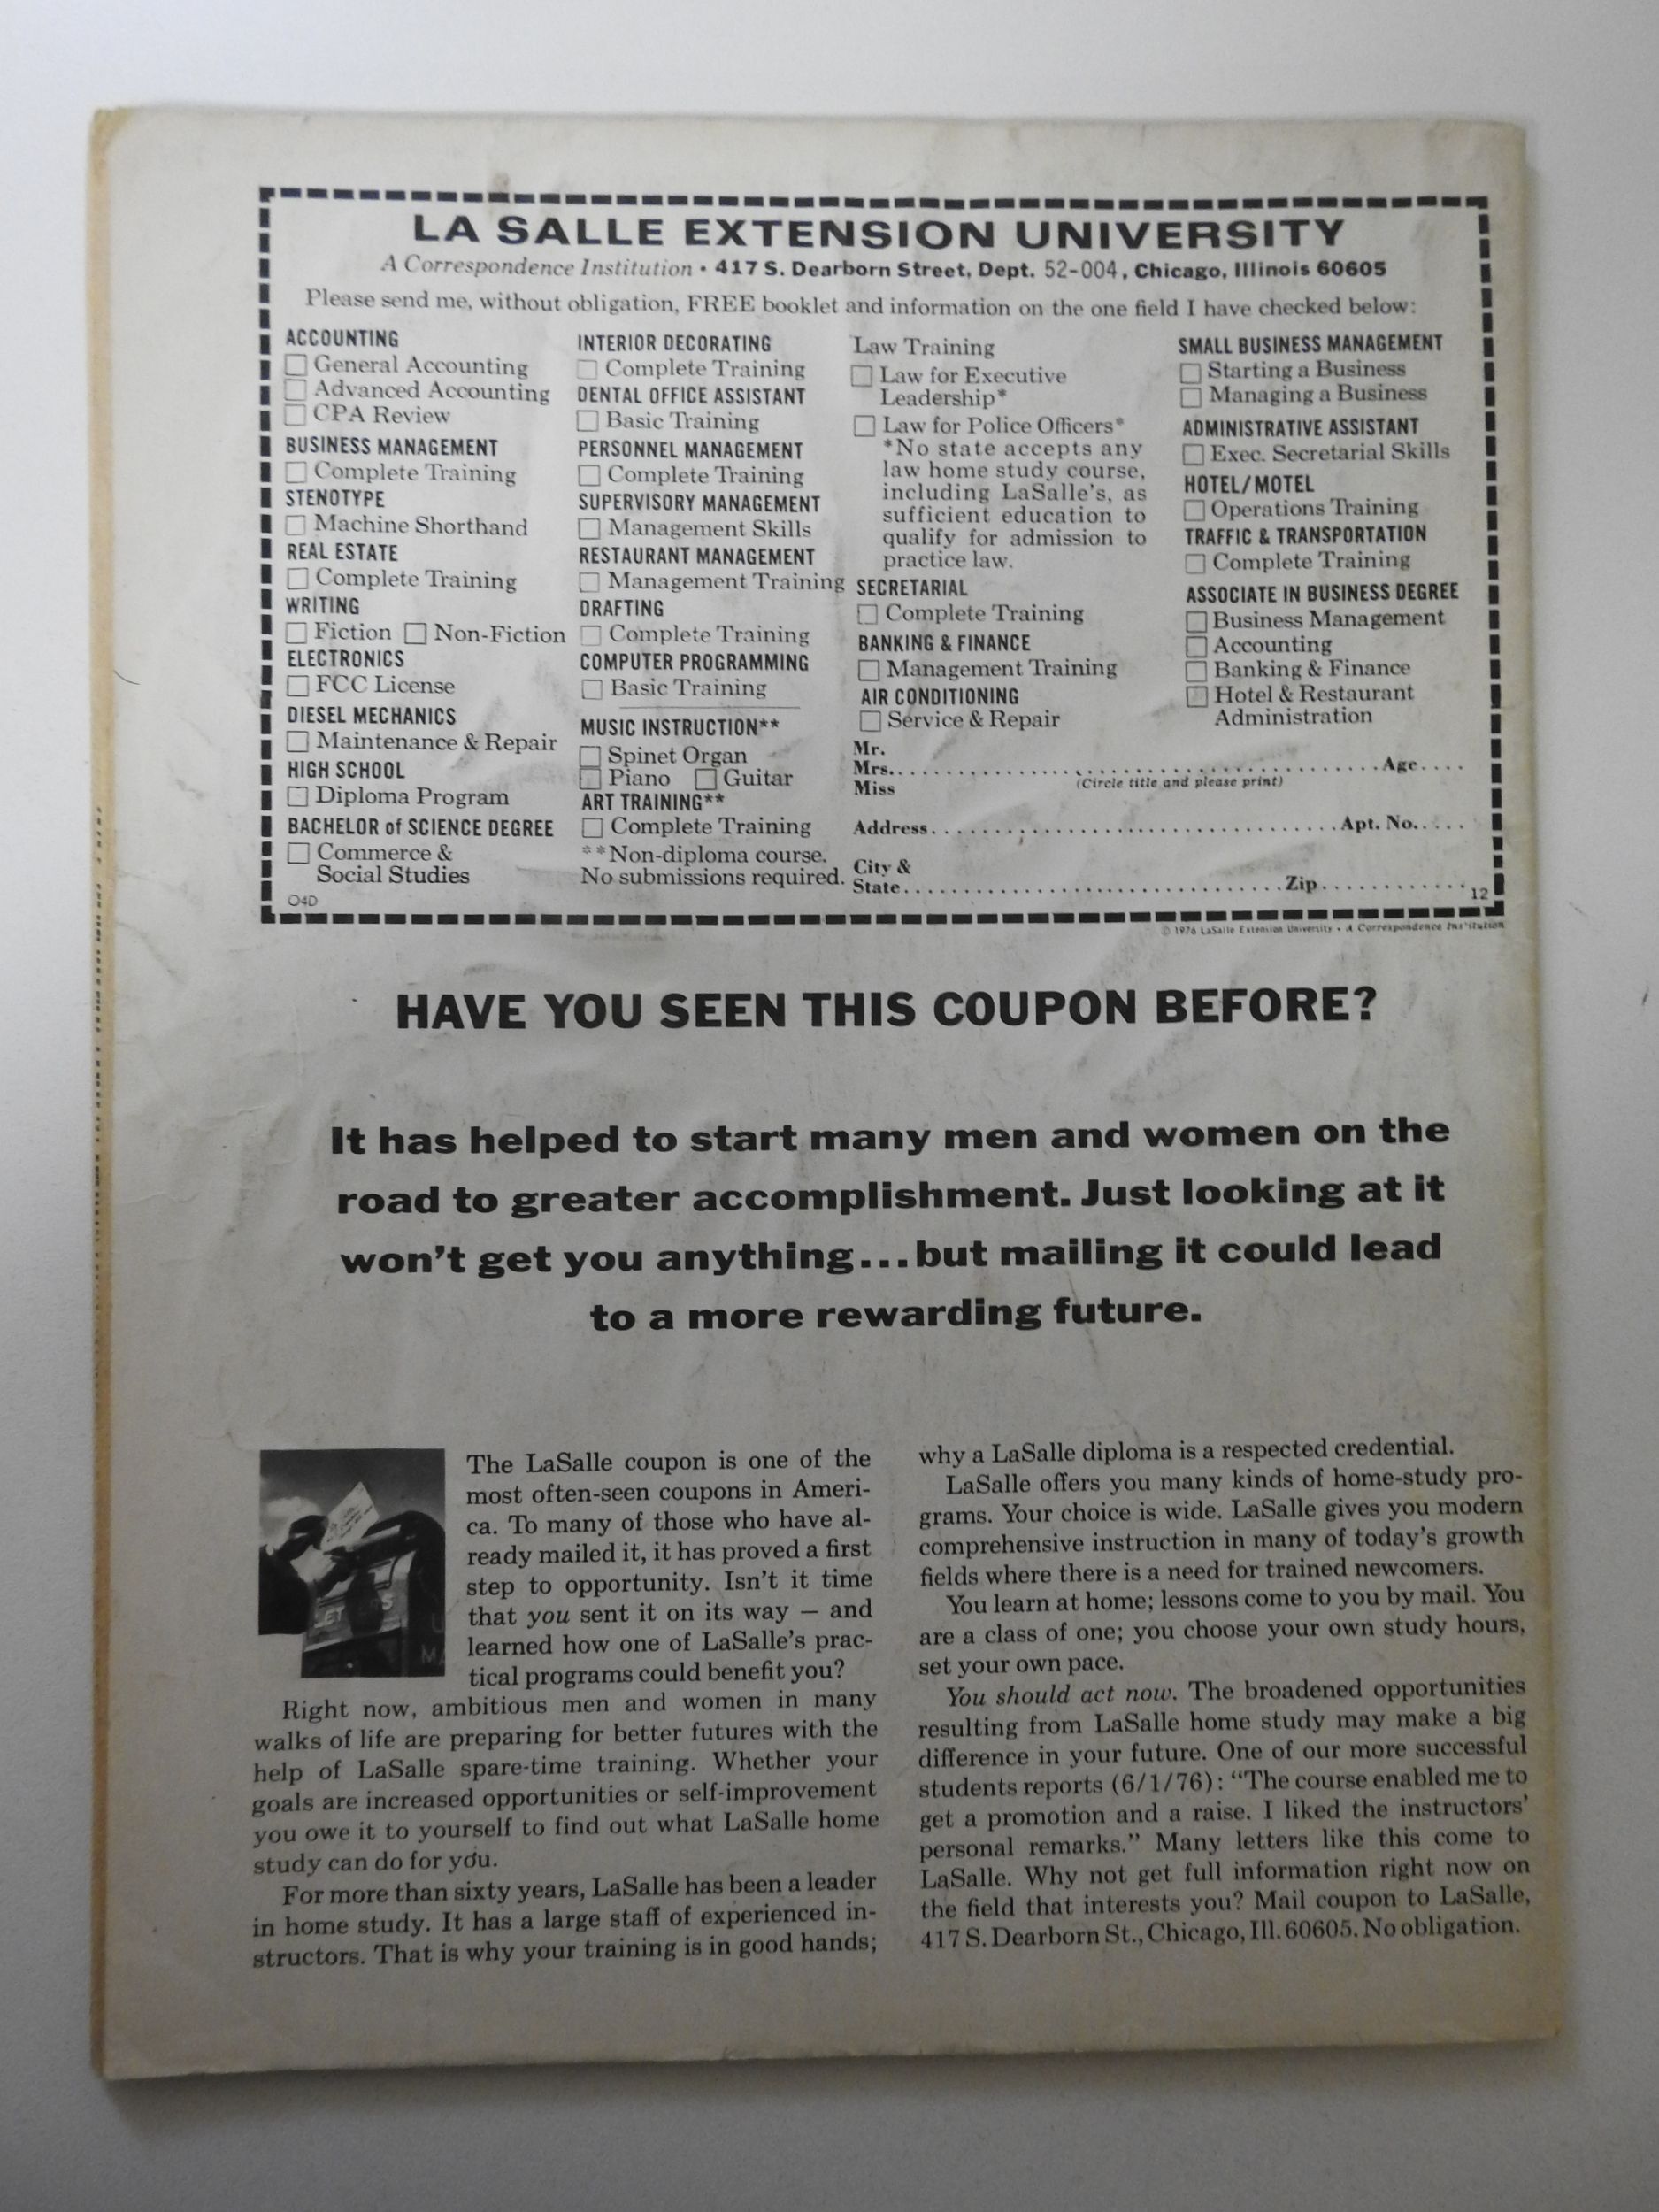 LA SALLE EXTENSION UNIVERSITY
A Correspondence Institution • 417 S. Dearborn Street, Dept. 52-004, Chicago, Illinois 60605
Please send me, without obligation, FREE booklet and information on the one field I have checked below:
ACCOUNTING
General Accounting
Advanced Accounting
CPA Review
BUSINESS MANAGEMENT
Complete Training
STENOTYPE
Machine Shorthand
REAL ESTATE
Complete Training
WRITING
Fiction Non-Fiction
ELECTRONICS
FCC License
DIESEL MECHANICS
Maintenance & Repair
HIGH SCHOOL
Diploma Program
BACHELOR of SCIENCE DEGREE
Commerce &
Social Studies
O4D
INTERIOR DECORATING
Complete Training
DENTAL OFFICE ASSISTANT
Basic Training
PERSONNEL MANAGEMENT
Complete Training
SUPERVISORY MANAGEMENT
Management Skills
RESTAURANT MANAGEMENT
Management Training
DRAFTING
Complete Training
COMPUTER PROGRAMMING
Basic Training
MUSIC INSTRUCTION**
Spinet Organ
Piano Guitar
ART TRAINING**
Complete Training
**Non-diploma course.
No submissions required.
Law Training
Law for Executive
Leadership*
Law for Police Officers*
*No state accepts any
law home study course,
including LaSalle's, as
sufficient education to
qualify for admission to
practice law.
SECRETARIAL
Complete Training
BANKING & FINANCE
Management Training
AIR CONDITIONING
Service & Repair
SMALL BUSINESS MANAGEMENT
Starting a Business
Managing a Business
ADMINISTRATIVE ASSISTANT
Exec. Secretarial Skills
HOTEL/MOTEL
Operations Training
TRAFFIC & TRANSPORTATION
Complete Training
ASSOCIATE IN BUSINESS DEGREE
Business Management
Accounting
Banking & Finance
Hotel & Restaurant
Administration
Mr.
Mrs. Age
(Circle title and please print)
Miss
Address Apt. No.
City &
State Zip
12
© 1976 LaSalle Extension University • A Correspondence Institution
HAVE YOU SEEN THIS COUPON BEFORE?
It has helped to start many men and women on the
road to greater accomplishment. Just looking at it
won't get you anything...but mailing it could lead
to a more rewarding future.
The LaSalle coupon is one of the
most often-seen coupons in Ameri-
ca. To many of those who have al-
ready mailed it, it has proved a first
step to opportunity. Isn't it time
that you sent it on its way — and
learned how one of LaSalle's prac-
tical programs could benefit you?
Right now, ambitious men and women in many
walks of life are preparing for better futures with the
help of LaSalle spare-time training. Whether your
goals are increased opportunities or self-improvement
you owe it to yourself to find out what LaSalle home
study can do for you.
For more than sixty years, LaSalle has been a leader
in home study. It has a large staff of experienced in-
structors. That is why your training is in good hands;
why a LaSalle diploma is a respected credential.
LaSalle offers you many kinds of home-study pro-
grams. Your choice is wide. LaSalle gives you modern
comprehensive instruction in many of today's growth
fields where there is a need for trained newcomers.
You learn at home; lessons come to you by mail. You
are a class of one; you choose your own study hours,
set your own pace.
You should act now. The broadened opportunities
resulting from LaSalle home study may make a big
difference in your future. One of our more successful
students reports (6/1/76): "The course enabled me to
get a promotion and a raise. I liked the instructors'
personal remarks." Many letters like this come to
LaSalle. Why not get full information right now on
the field that interests you? Mail coupon to LaSalle,
417 S. Dearborn St., Chicago, Ill. 60605. No obligation.